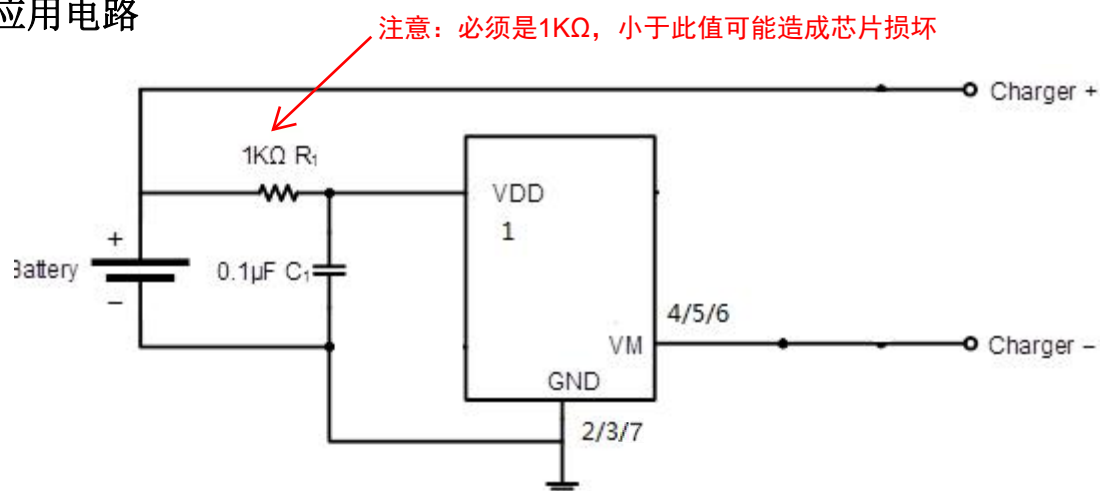 应用电路
注意：必须是1KΩ，小于此值可能造成芯片损坏
Charger +
1KΩ R₁
VDD
1
+
Battery
0.1µF C₁
−
4/5/6
VM
Charger −
GND
2/3/7